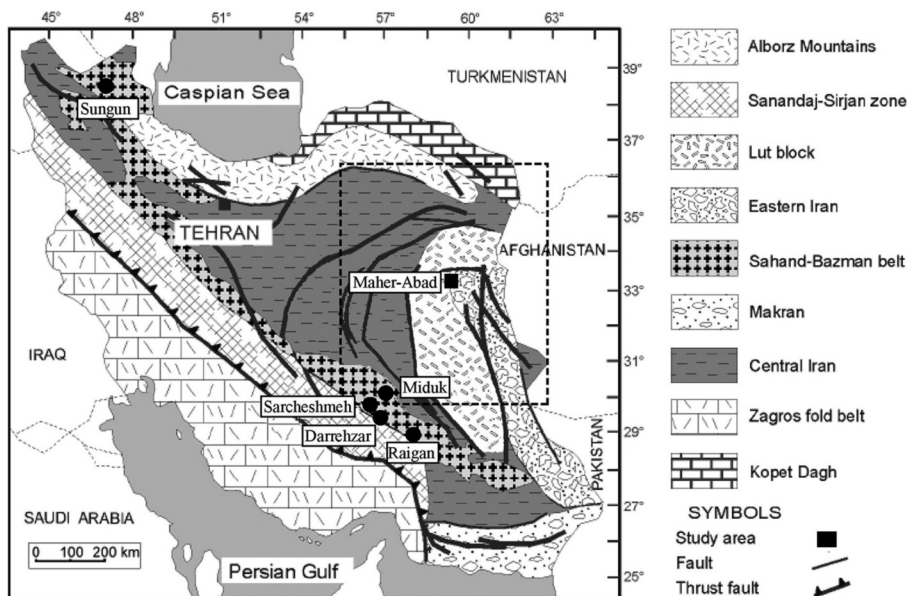 45° 48° 51° 54° 57° 60° 63°
39°
37°
35°
33°
31°
29°
27°
25°
TURKMENISTAN
Caspian Sea
Sungun
TEHRAN
AFGHANISTAN
Maher-Abad
IRAQ
Miduk
Sarcheshmeh
Darrehzar
Raigan
PAKISTAN
SAUDI ARABIA
0 100 200 km
Persian Gulf
Alborz Mountains
Sanandaj-Sirjan zone
Lut block
Eastern Iran
Sahand-Bazman belt
Makran
Central Iran
Zagros fold belt
Kopet Dagh
SYMBOLS
Study area
Fault
Thrust fault